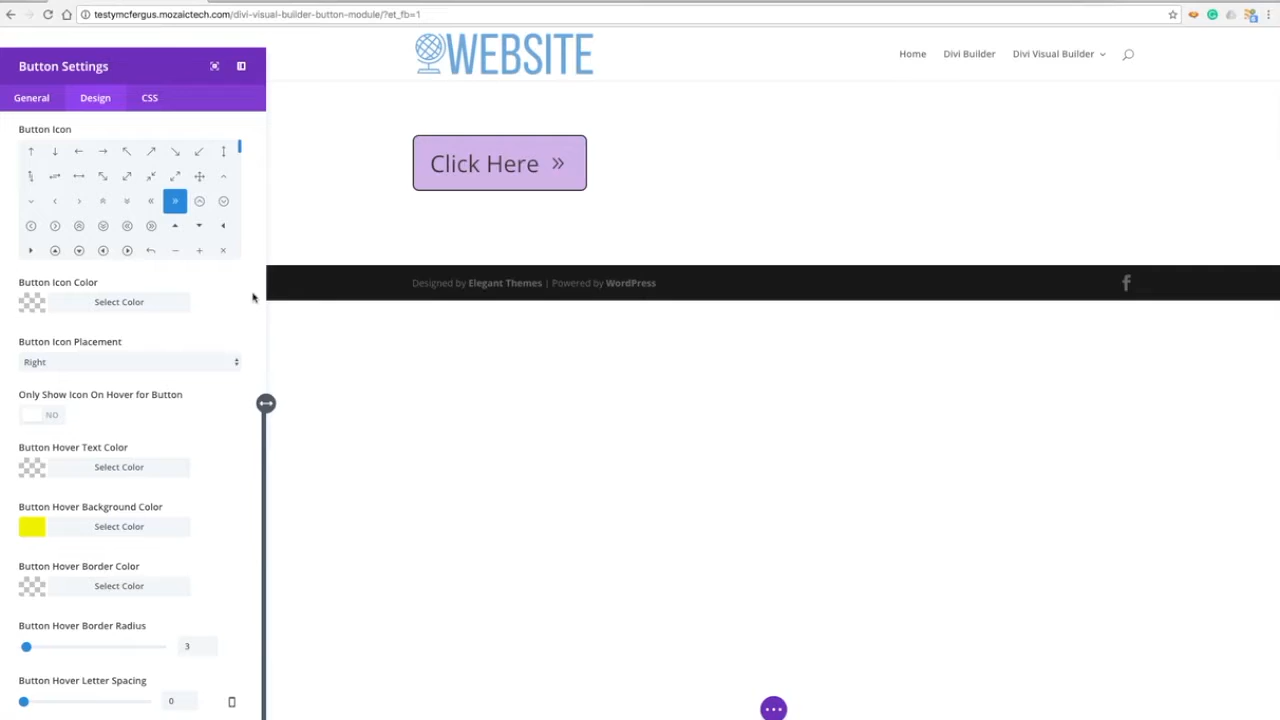 testymcfergus.mozaictech.com/divi-visual-builder-button-module/?et_fb=1
WEBSITE
Home Divi Builder Divi Visual Builder
Button Settings
General Design CSS
Button Icon
Click Here »
Button Icon Color
Select Color
Designed by Elegant Themes | Powered by WordPress
Button Icon Placement
Right
Only Show Icon On Hover for Button
NO
Button Hover Text Color
Select Color
Button Hover Background Color
Select Color
Button Hover Border Color
Select Color
Button Hover Border Radius
3
Button Hover Letter Spacing
0